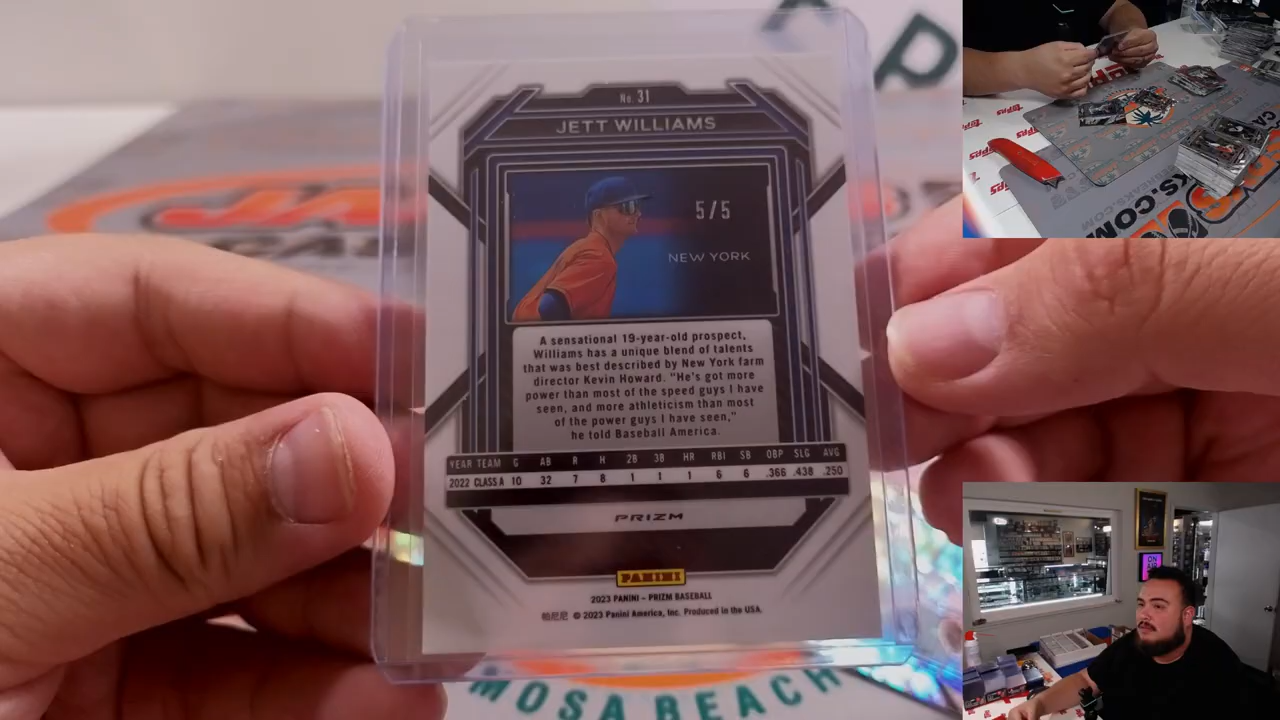 No. 31
JETT WILLIAMS
5/5
NEW YORK
A sensational 19-year-old prospect,
Williams has a unique blend of talents
that was best described by New York farm
director Kevin Howard. "He's got more
power than most of the speed guys I have
seen, and more athleticism than most
of the power guys I have seen,"
he told Baseball America.
YEAR TEAM G AB R H 2B 3B HR RBI SB OBP SLG AVG
2022 CLASS A 10 32 7 8 1 1 1 6 6 .366 .438 .250
PRIZM
PANINI
2023 PANINI - PRIZM BASEBALL
帕尼尼 © 2023 Panini America, Inc. Produced in the USA.
MOSA BEACH